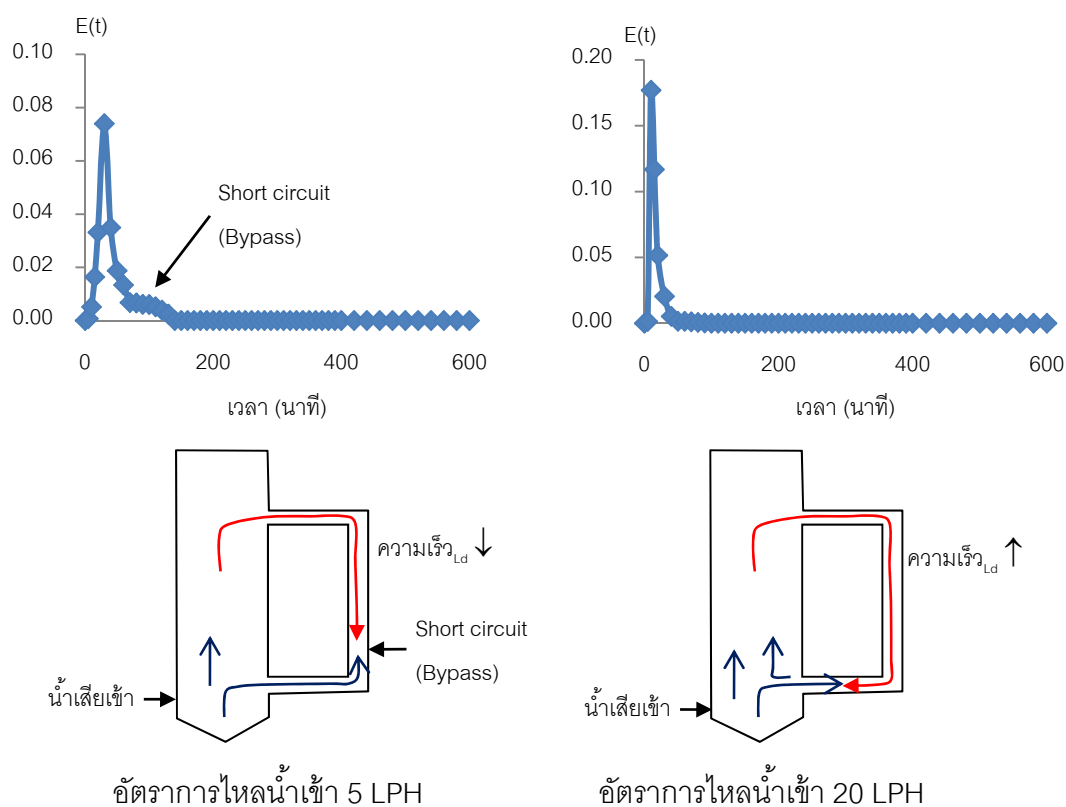 E(t)
0.10
0.08
0.06
0.04
0.02
0.00
0 200 400 600
เวลา (นาที)
Short circuit
(Bypass)
E(t)
0.20
0.15
0.10
0.05
0.00
0 200 400 600
เวลา (นาที)
ความเร็วLd ↓
Short circuit
(Bypass)
น้ำเสียเข้า
อัตราการไหลน้ำเข้า 5 LPH
ความเร็วLd ↑
น้ำเสียเข้า
อัตราการไหลน้ำเข้า 20 LPH